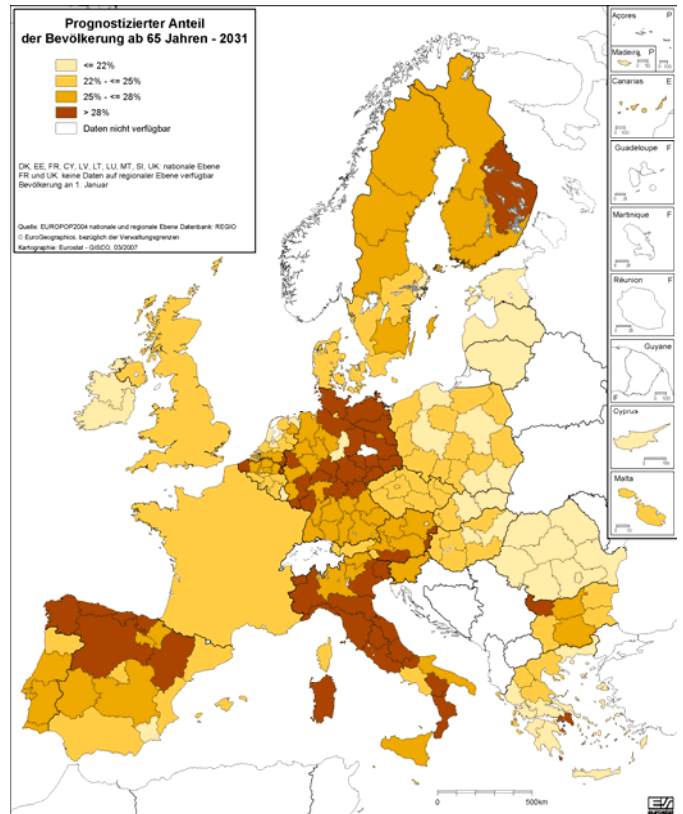 Prognostizierter Anteil
der Bevölkerung ab 65 Jahren - 2031
<= 22%
22% - <= 25%
25% - <= 28%
> 28%
Daten nicht verfügbar
DK, EE, FR, CY, LV, LT, LU, MT, SI, UK: nationale Ebene
FR und UK: keine Daten auf regionaler Ebene verfügbar
Bevölkerung an 1. Januar
Quelle: EUROPOP2004 nationale und regionale Ebene Datenbank: REGIO
© EuroGeographics, bezüglich der Verwaltungsgrenzen
Kartographie: Eurostat - GISCO, 03/2007
Açores P
Madeira P
Canarias E
Guadeloupe F
Martinique F
Réunion F
Guyane
F
Cyprus
Malta
0 500km